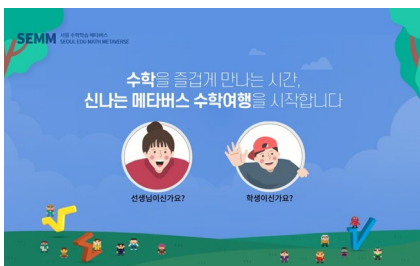 SEMM 서울 수학학습 메타버스
SEOUL EDU MATH METAVERSE
수학을 즐겁게 만나는 시간,
신나는 메타버스 수학여행을 시작합니다
선생님이신가요?
학생이신가요?